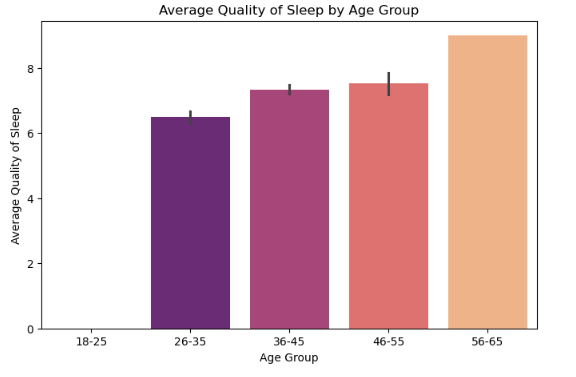 Average Quality of Sleep by Age Group
Average Quality of Sleep
8
6
4
2
0
18-25 26-35 36-45 46-55 56-65
Age Group